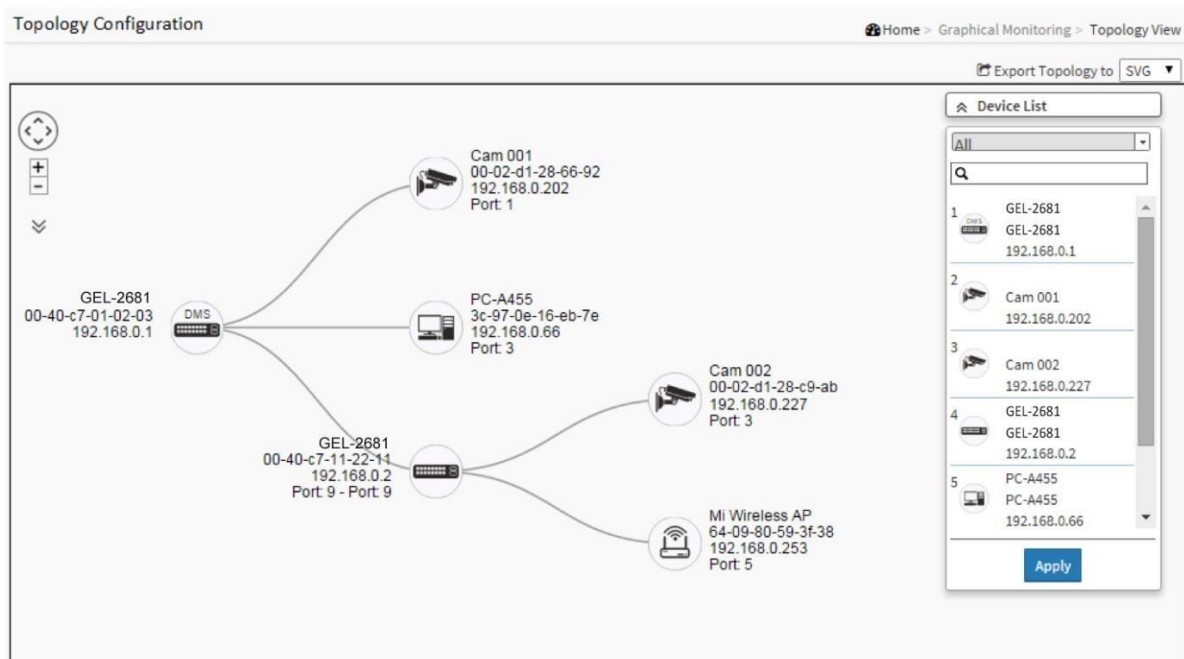 Topology Configuration
Home > Graphical Monitoring > Topology View
Export Topology to SVG
Device List
All
Cam 001
00-02-d1-28-66-92
192.168.0.202
Port: 1
GEL-2681
00-40-c7-01-02-03
192.168.0.1
DMS
PC-A455
3c-97-0e-16-eb-7e
192.168.0.66
Port: 3
Cam 002
00-02-d1-28-c9-ab
192.168.0.227
Port: 3
GEL-2681
00-40-c7-11-22-11
192.168.0.2
Port: 9 - Port: 9
Mi Wireless AP
64-09-80-59-3f-38
192.168.0.253
Port: 5
1
DMS
GEL-2681
GEL-2681
192.168.0.1
2
Cam 001
192.168.0.202
3
Cam 002
192.168.0.227
4
GEL-2681
GEL-2681
192.168.0.2
5
PC-A455
PC-A455
192.168.0.66
Apply